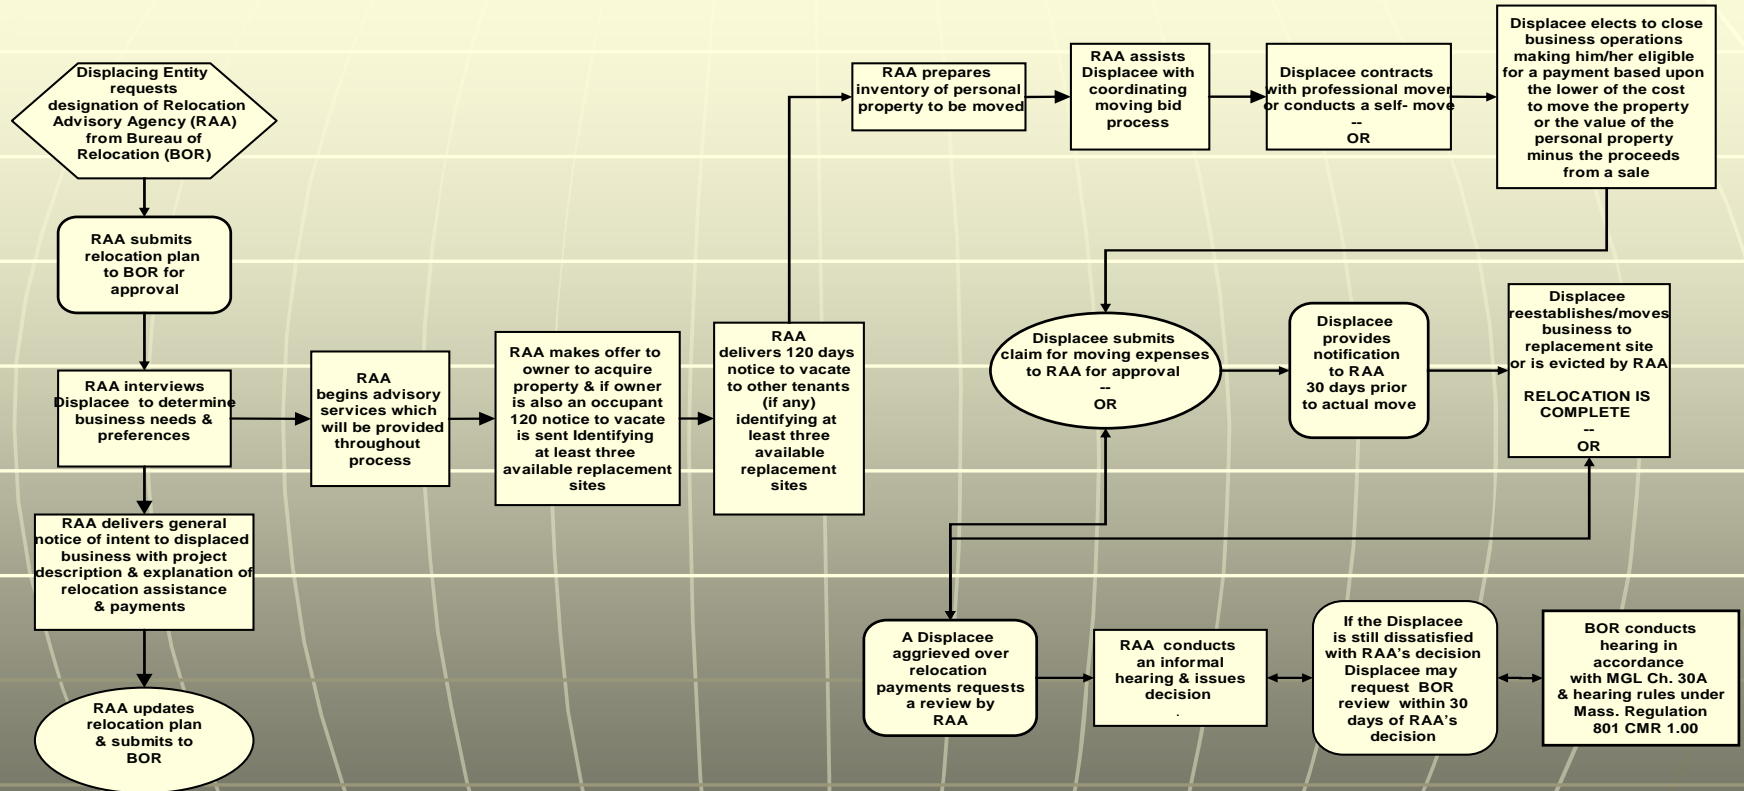 Displacing Entity
requests
designation of Relocation
Advisory Agency (RAA)
from Bureau of
Relocation (BOR)
RAA submits
relocation plan
to BOR for
approval
RAA interviews
Displacee to determine
business needs &
preferences
RAA delivers general
notice of intent to displaced
business with project
description & explanation of
relocation assistance
& payments
RAA updates
relocation plan
& submits to
BOR
RAA
begins advisory
services which
will be provided
throughout
process
RAA makes offer to
owner to acquire
property & if owner
is also an occupant
120 notice to vacate
is sent Identifying
at least three
available replacement
sites
RAA
delivers 120 days
notice to vacate
to other tenants
(if any)
identifying at
least three
available
replacement
sites
RAA prepares
inventory of personal
property to be moved
RAA assists
Displacee with
coordinating
moving bid
process
Displacee contracts
with professional mover
or conducts a self- move
--
OR
Displacee elects to close
business operations
making him/her eligible
for a payment based upon
the lower of the cost
to move the property
or the value of the
personal property
minus the proceeds
from a sale
Displacee submits
claim for moving expenses
to RAA for approval
--
OR
Displacee
provides
notification
to RAA
30 days prior
to actual move
Displacee
reestablishes/moves
business to
replacement site
or is evicted by RAA
RELOCATION IS
COMPLETE
--
OR
A Displacee
aggrieved over
relocation
payments requests
a review by
RAA
RAA conducts
an informal
hearing & issues
decision
.
If the Displacee
is still dissatisfied
with RAA's decision
Displacee may
request BOR
review within 30
days of RAA's
decision
BOR conducts
hearing in
accordance
with MGL Ch. 30A
& hearing rules under
Mass. Regulation
801 CMR 1.00